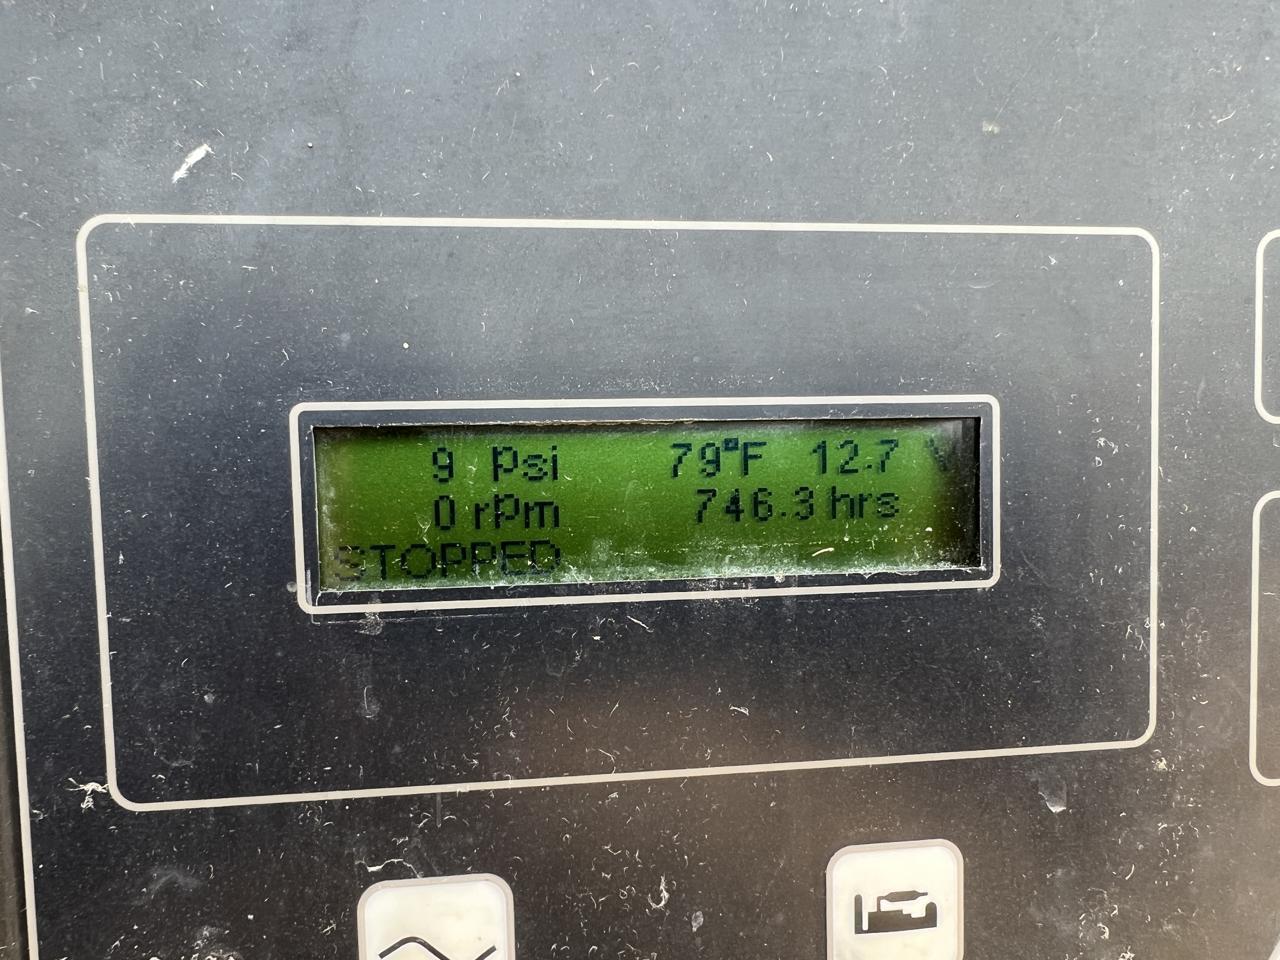 9 psi 79°F 12.7 V
0 rpm 746.3 hrs
STOPPED